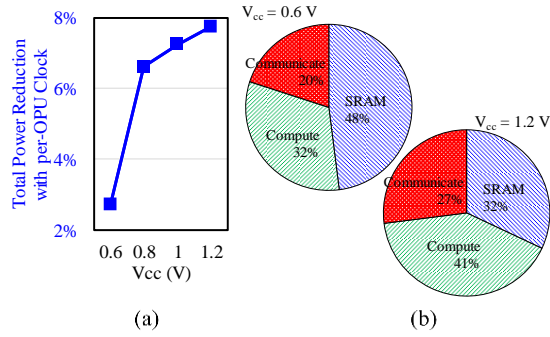 Total Power Reduction
with per-OPU Clock
8%
6%
4%
2%
0.6 0.8 1 1.2
Vcc (V)
(a)
Vcc = 0.6 V
Communicate
20%
SRAM
48%
Compute
32%
Vcc = 1.2 V
Communicate
27%
SRAM
32%
Compute
41%
(b)